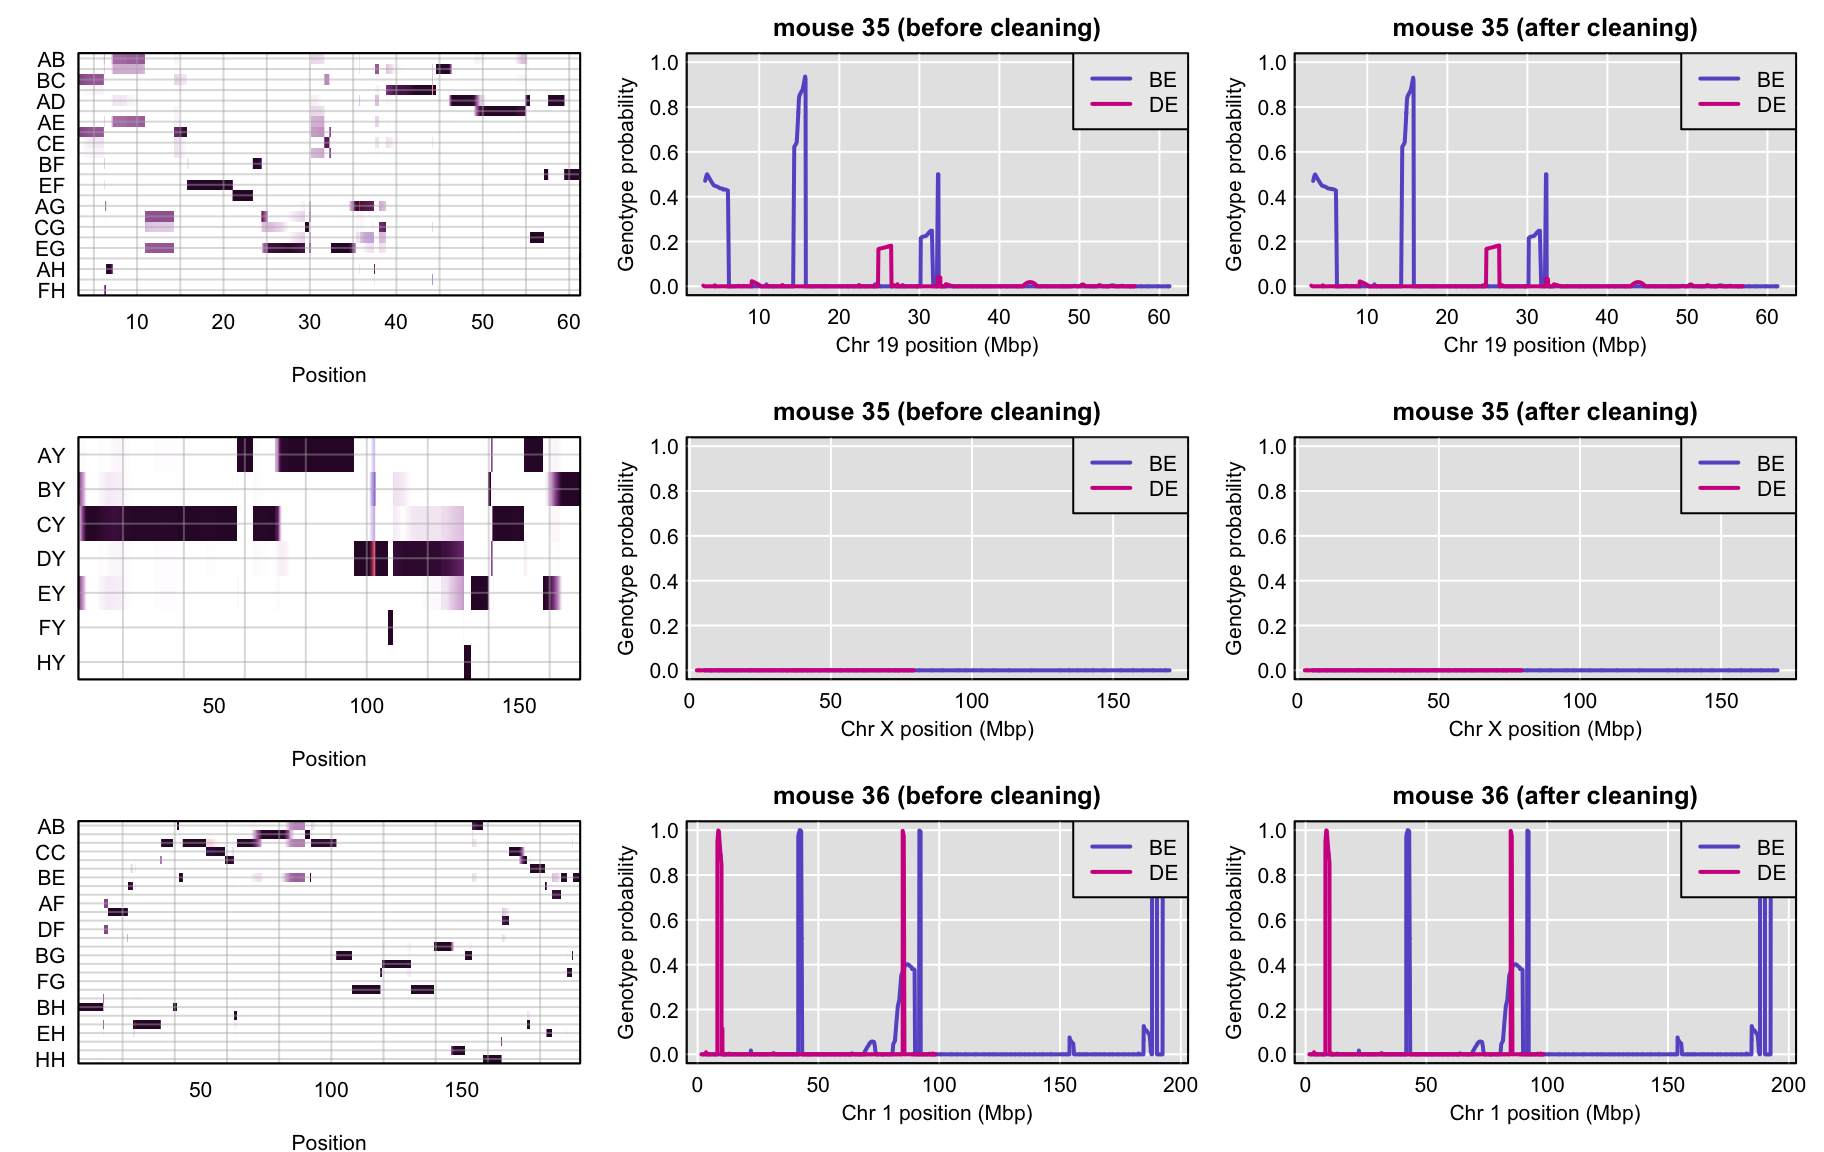 mouse 35 (before cleaning)
mouse 35 (after cleaning)
AB
BC
AD
AE
CE
BF
EF
AG
CG
EG
AH
FH
10 20 30 40 50 60
Position
Genotype probability
1.0
0.8
0.6
0.4
0.2
0.0
BE
DE
10 20 30 40 50 60
Chr 19 position (Mbp)
Genotype probability
1.0
0.8
0.6
0.4
0.2
0.0
BE
DE
10 20 30 40 50 60
Chr 19 position (Mbp)
mouse 35 (before cleaning)
mouse 35 (after cleaning)
AY
BY
CY
DY
EY
FY
HY
50 100 150
Position
Genotype probability
1.0
0.8
0.6
0.4
0.2
0.0
BE
DE
0 50 100 150
Chr X position (Mbp)
Genotype probability
1.0
0.8
0.6
0.4
0.2
0.0
BE
DE
0 50 100 150
Chr X position (Mbp)
mouse 36 (before cleaning)
mouse 36 (after cleaning)
AB
CC
BE
AF
DF
BG
FG
BH
EH
HH
50 100 150
Position
Genotype probability
1.0
0.8
0.6
0.4
0.2
0.0
BE
DE
0 50 100 150 200
Chr 1 position (Mbp)
Genotype probability
1.0
0.8
0.6
0.4
0.2
0.0
BE
DE
0 50 100 150 200
Chr 1 position (Mbp)